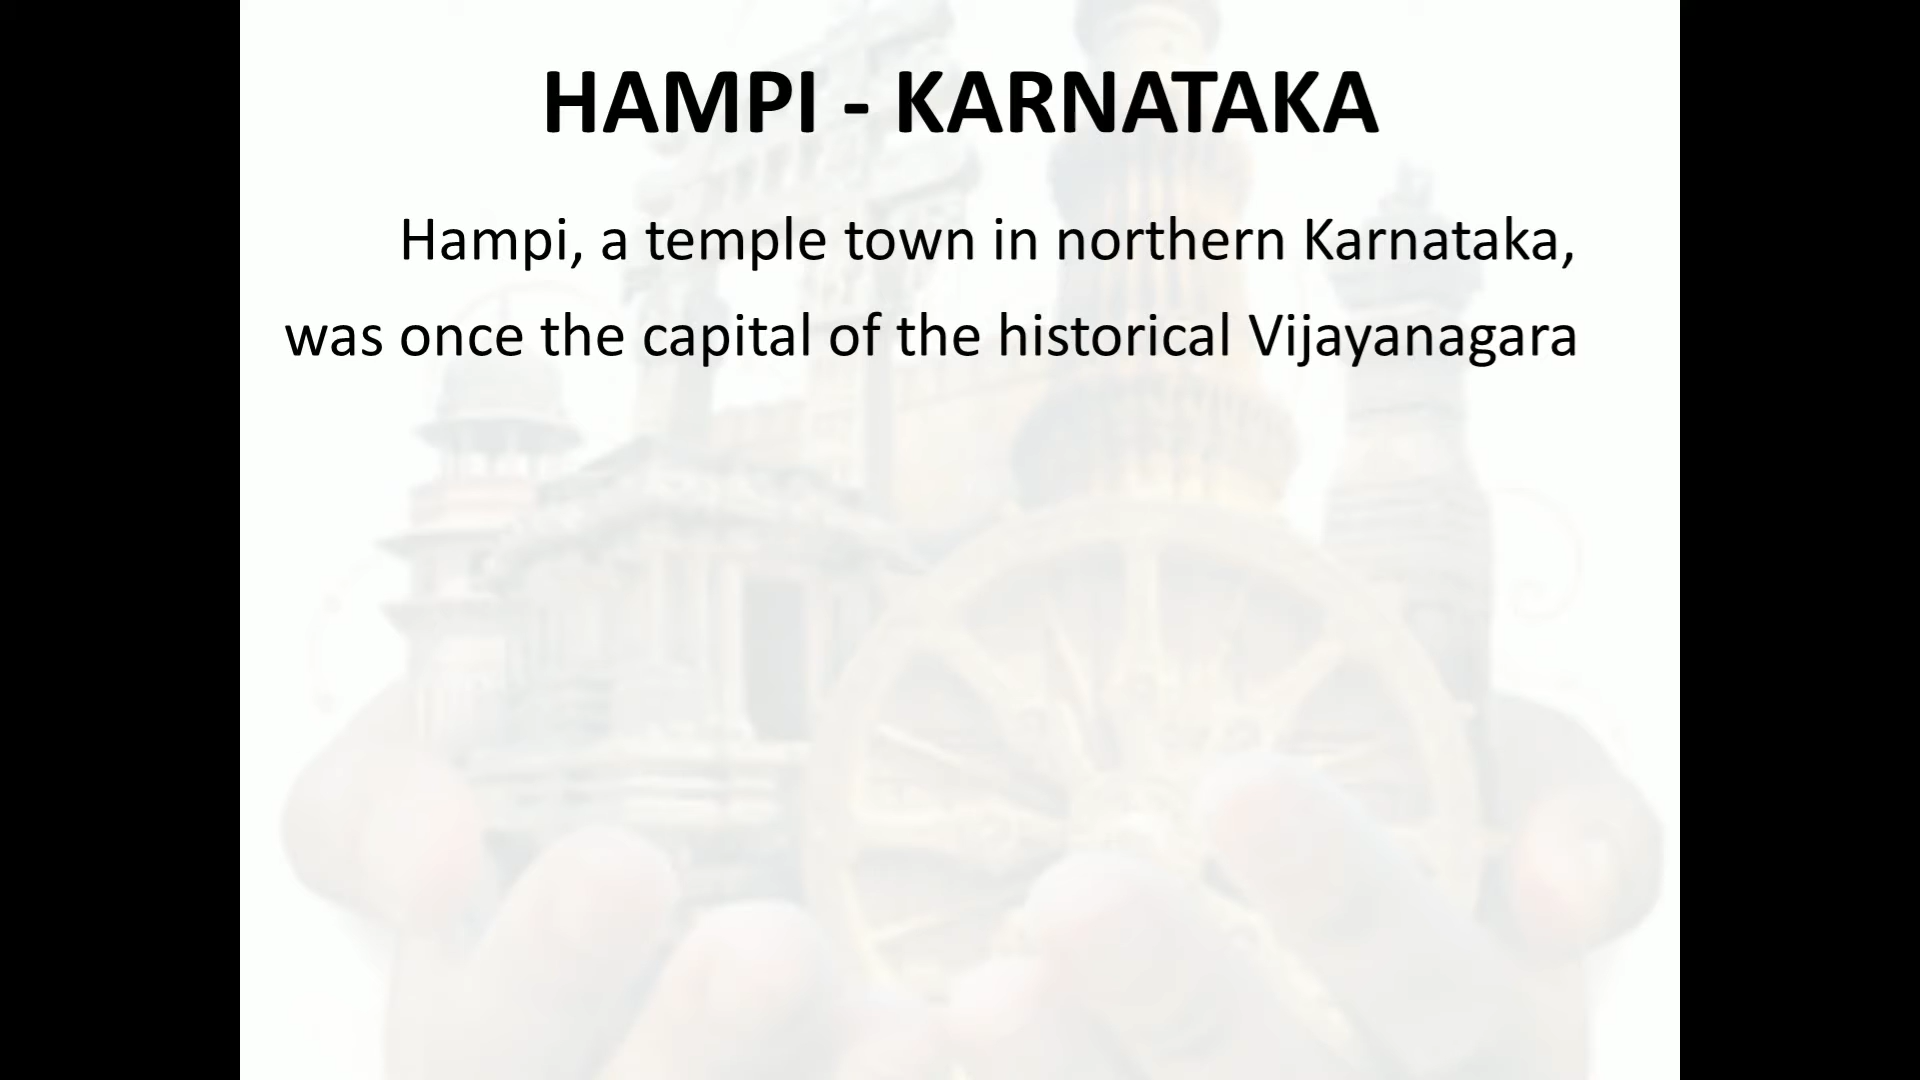 HAMPI - KARNATAKA
Hampi, a temple town in northern Karnataka,
was once the capital of the historical Vijayanagara